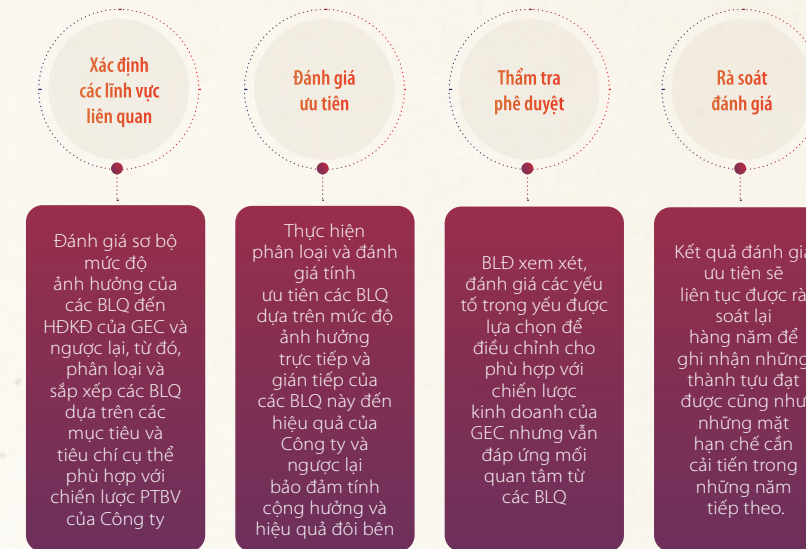 Xác định
các lĩnh vực
liên quan
Đánh giá sơ bộ
mức độ
ảnh hưởng của
các BLQ đến
HĐKĐ của GEC và
ngược lại, từ đó,
phân loại và
sắp xếp các BLQ
dựa trên các
mục tiêu và
tiêu chí cụ thể
phù hợp với
chiến lược PTBV
của Công ty
Đánh giá
ưu tiên
Thực hiện
phân loại và đánh
giá tính
ưu tiên các BLQ
dựa trên mức độ
ảnh hưởng
trực tiếp và
gián tiếp của
các BLQ này đến
hiệu quả của
Công ty và
ngược lại
bảo đảm tính
cộng hưởng và
hiệu quả đôi bên
Thẩm tra
phê duyệt
BLĐ xem xét,
đánh giá các yếu
tố trọng yếu được
lựa chọn để
điều chỉnh cho
phù hợp với
chiến lược
kinh doanh của
GEC nhưng vẫn
đáp ứng mối
quan tâm từ
các BLQ
Rà soát
đánh giá
Kết quả đánh giá
ưu tiên sẽ
liên tục được rà
soát lại
hàng năm để
ghi nhận những
thành tựu đạt
được cũng như
những mặt
hạn chế cần
cải tiến trong
những năm
tiếp theo.